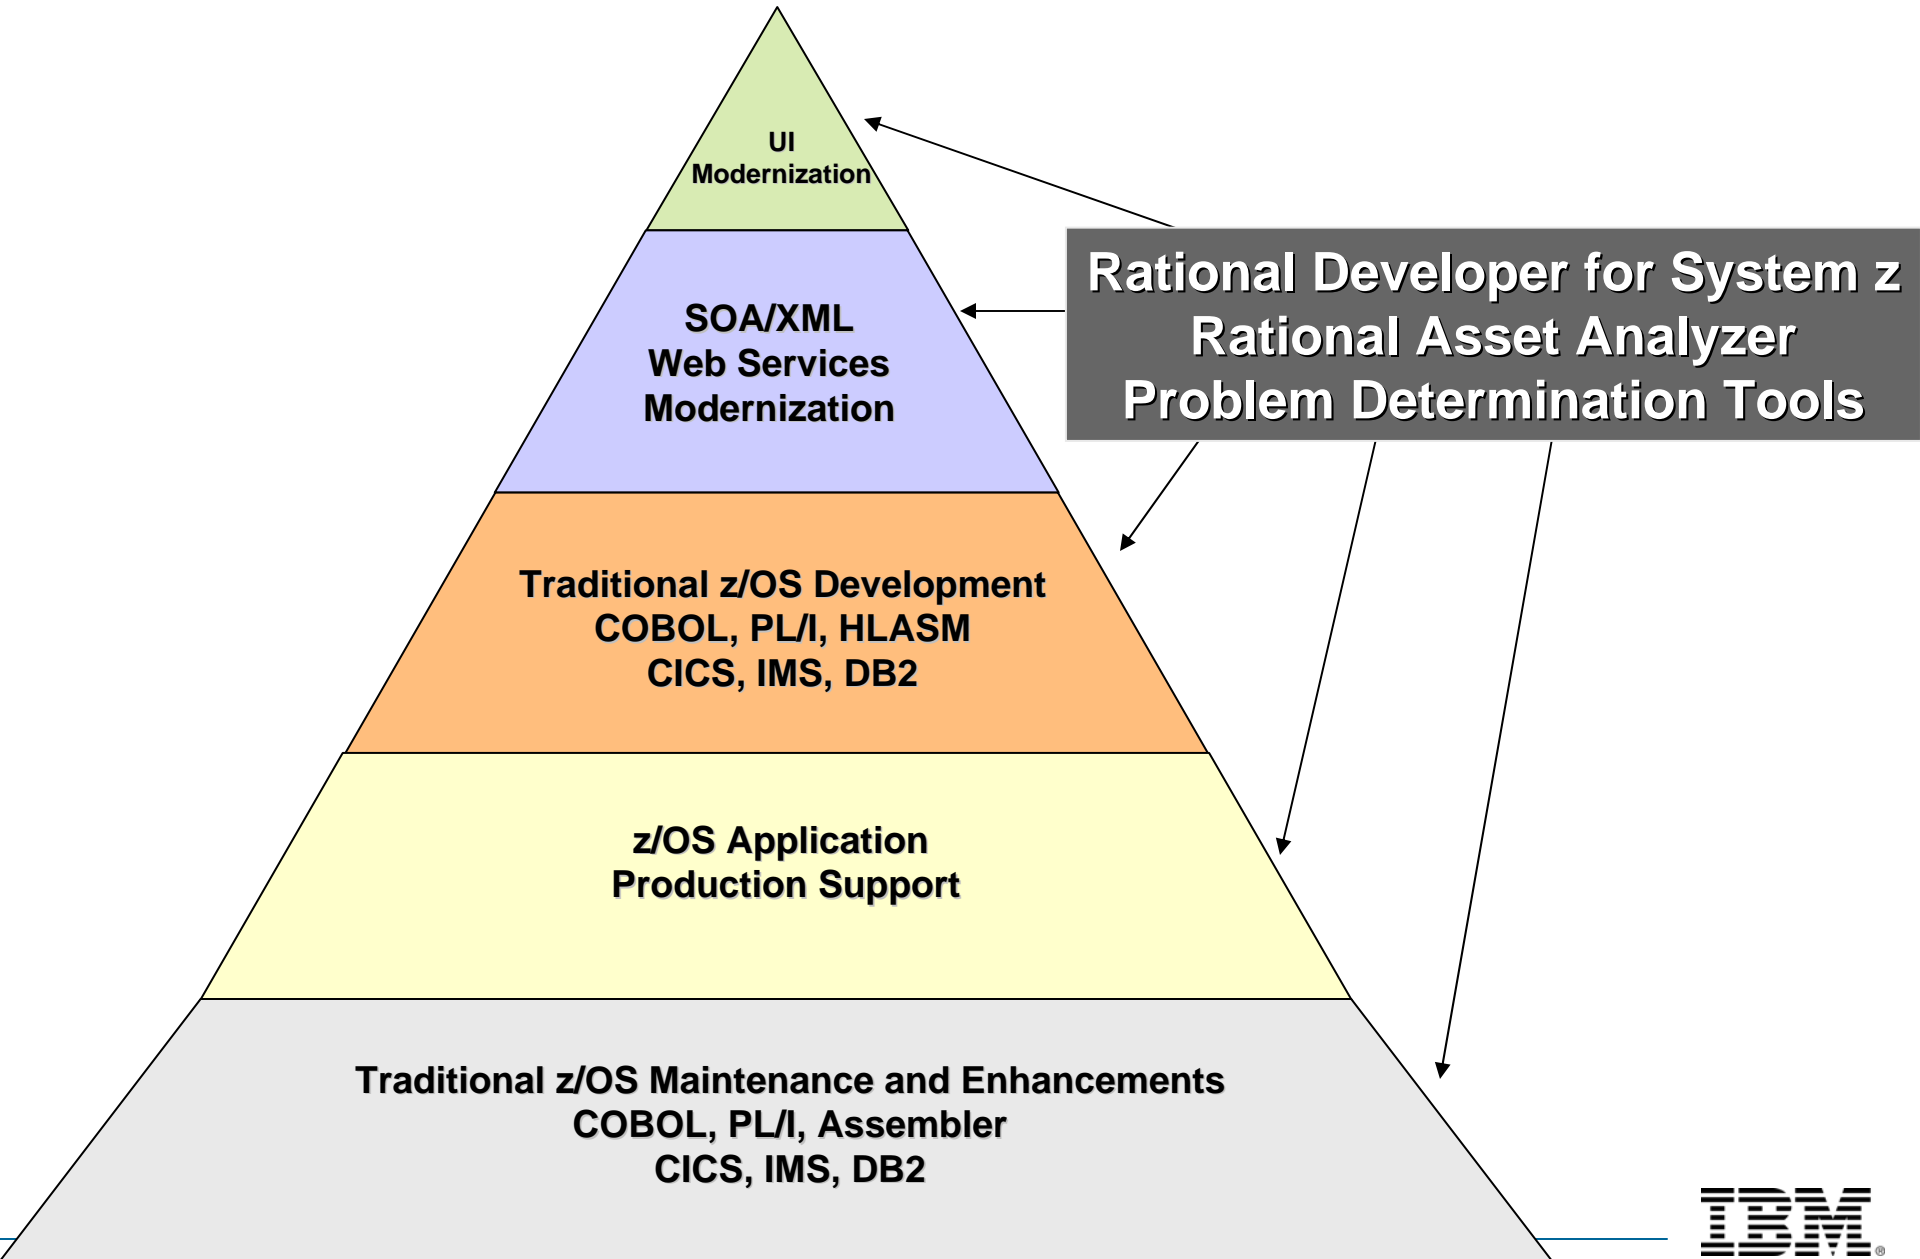 UI
Modernization
SOA/XML
Web Services
Modernization
Rational Developer for System z
Rational Asset Analyzer
Problem Determination Tools
Traditional z/OS Development
COBOL, PL/I, HLASM
CICS, IMS, DB2
z/OS Application
Production Support
Traditional z/OS Maintenance and Enhancements
COBOL, PL/I, Assembler
CICS, IMS, DB2
IBM®